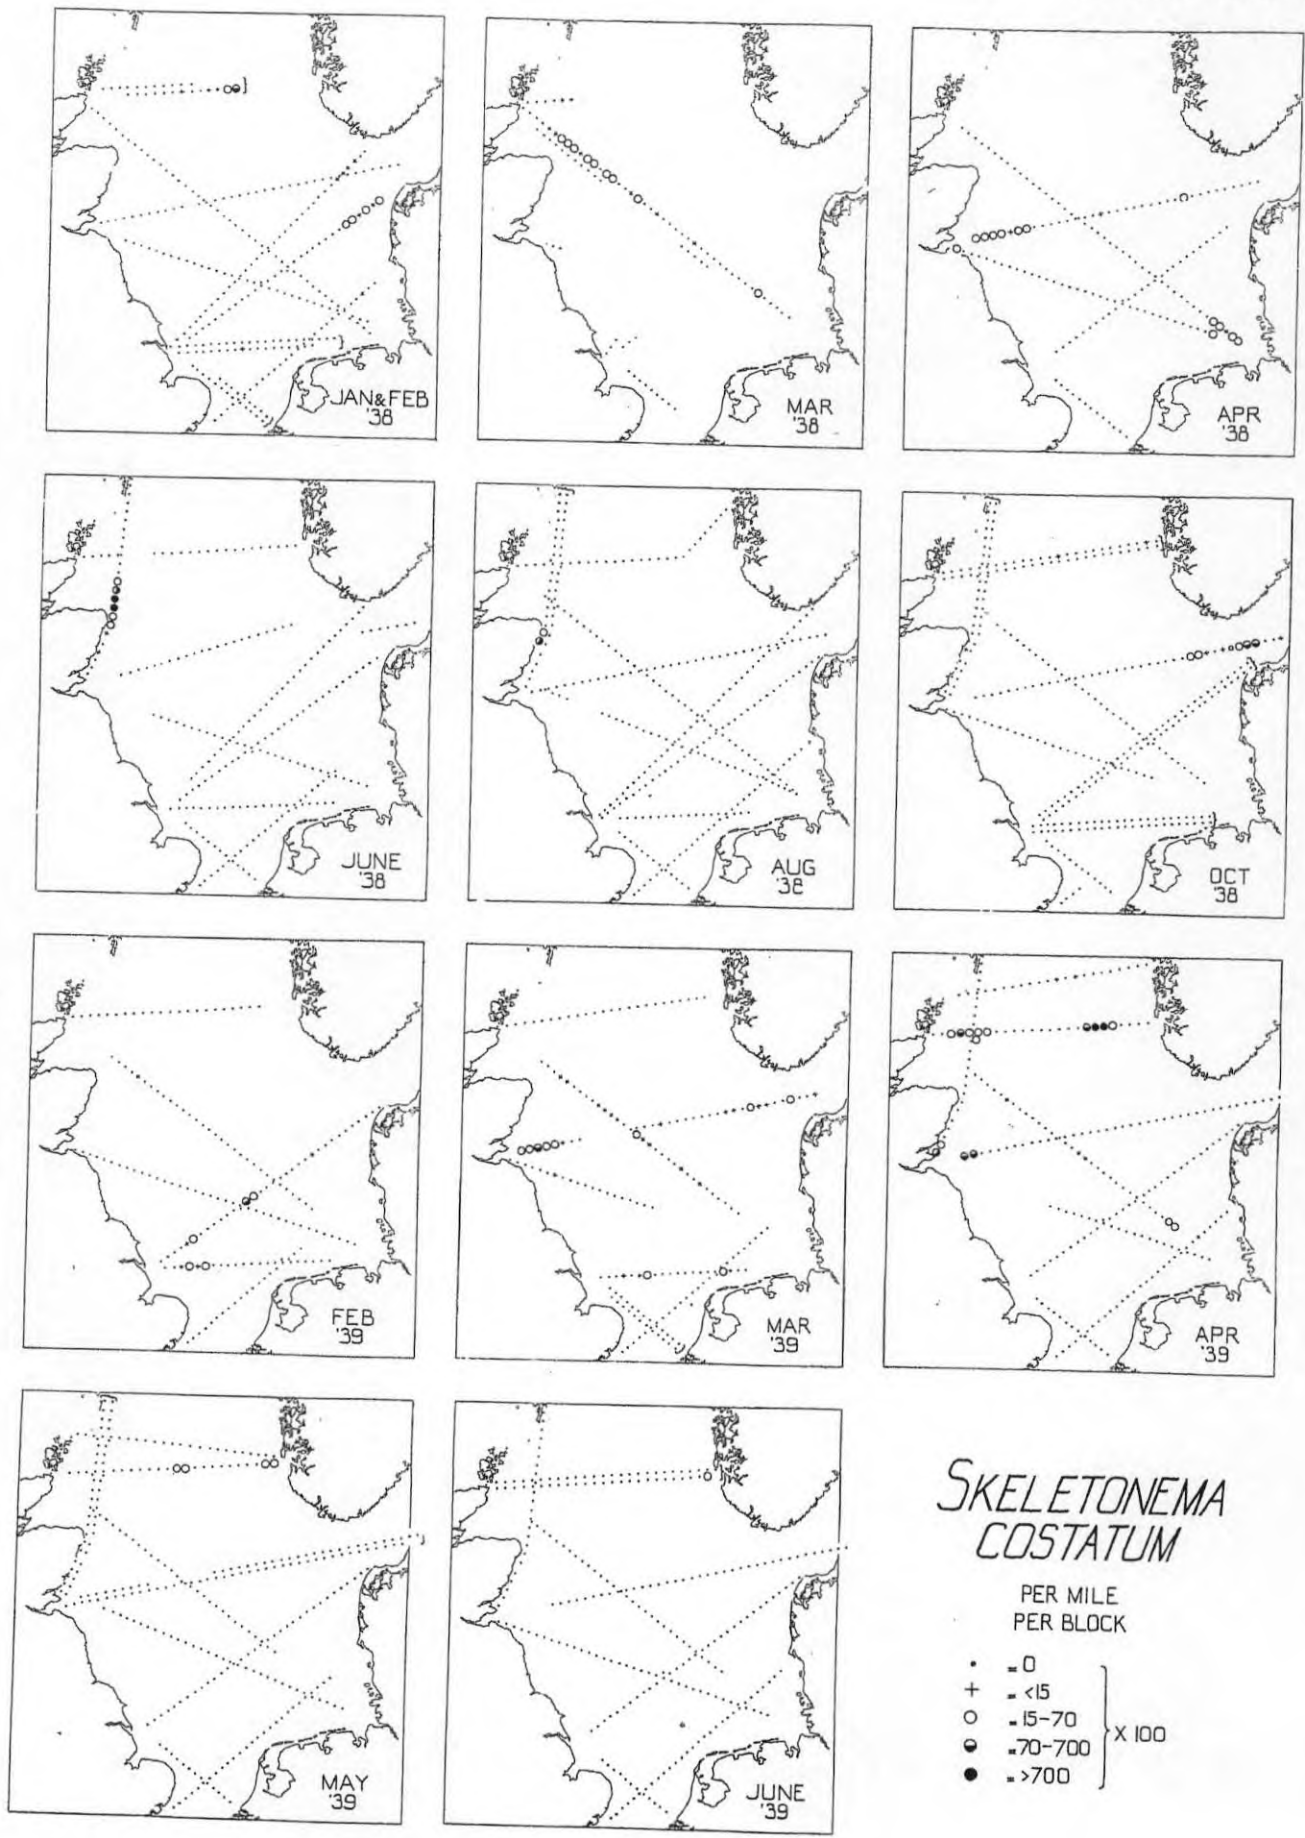 JAN & FEB
'38
MAR
'38
APR
'38
JUNE
'38
AUG
'38
OCT
'38
FEB
'39
MAR
'39
APR
'39
MAY
'39
JUNE
'39
SKELETONEMA
COSTATUM
PER MILE
PER BLOCK
• = 0
+ = <15
○ = 15-70
◒ = 70-700
● = >700
X 100